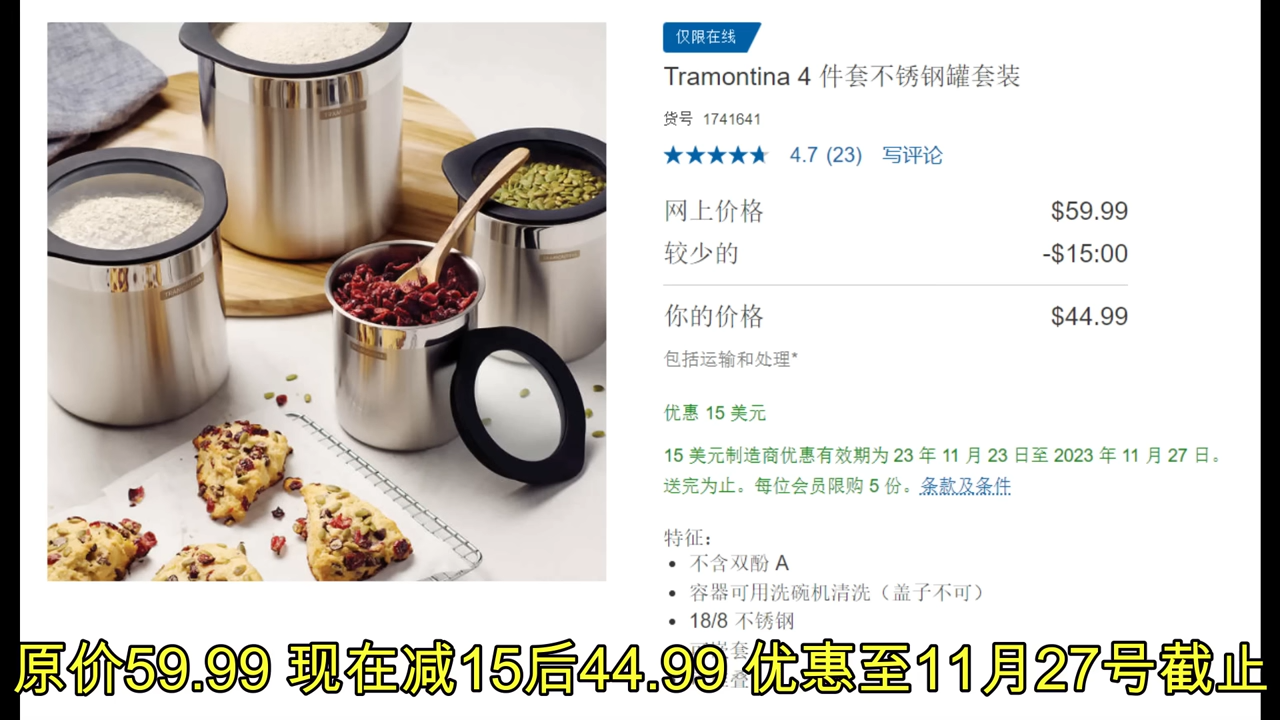 仅限在线
Tramontina 4 件套不锈钢罐套装
货号 1741641
4.7 (23) 写评论
网上价格 $59.99
较少的 -$15:00
你的价格 $44.99
包括运输和处理*
优惠 15 美元
15 美元制造商优惠有效期为 23 年 11 月 23 日至 2023 年 11 月 27 日。
送完为止。每位会员限购 5 份。条款及条件
特征：
不含双酚 A
容器可用洗碗机清洗（盖子不可）
18/8 不锈钢
原价59.99 现在减15后44.99 优惠至11月27号截止